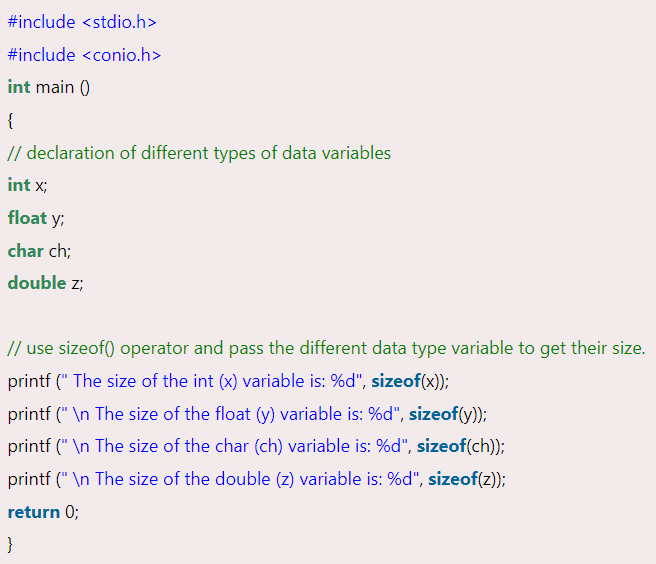 #include <stdio.h>
#include <conio.h>
int main ()
{
// declaration of different types of data variables
int x;
float y;
char ch;
double z;
// use sizeof() operator and pass the different data type variable to get their size.
printf (" The size of the int (x) variable is: %d", sizeof(x));
printf (" \n The size of the float (y) variable is: %d", sizeof(y));
printf (" \n The size of the char (ch) variable is: %d", sizeof(ch));
printf (" \n The size of the double (z) variable is: %d", sizeof(z));
return 0;
}